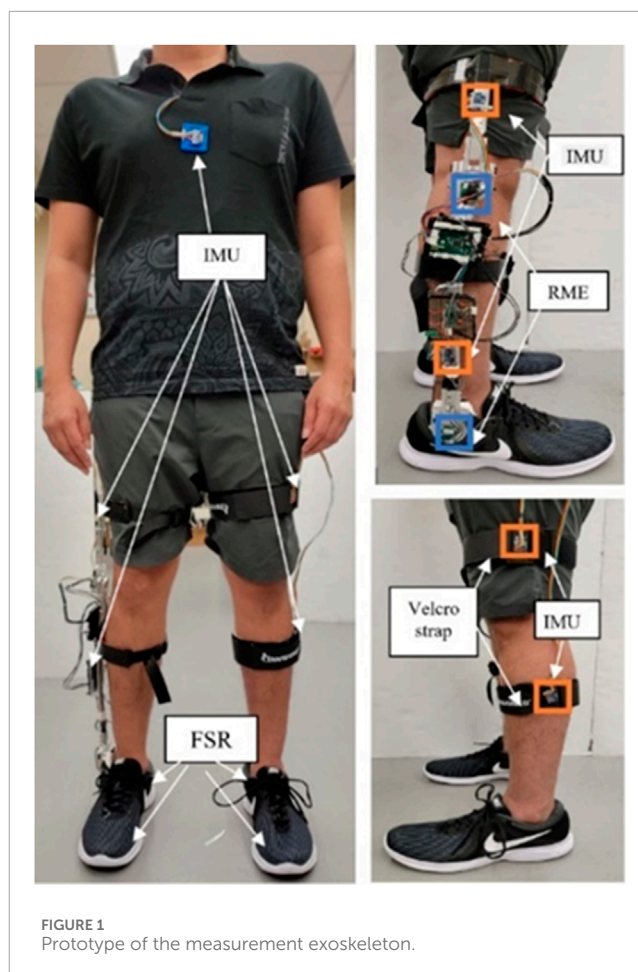 IMU
FSR
IMU
RME
Velcro
strap
IMU
FIGURE 1
Prototype of the measurement exoskeleton.